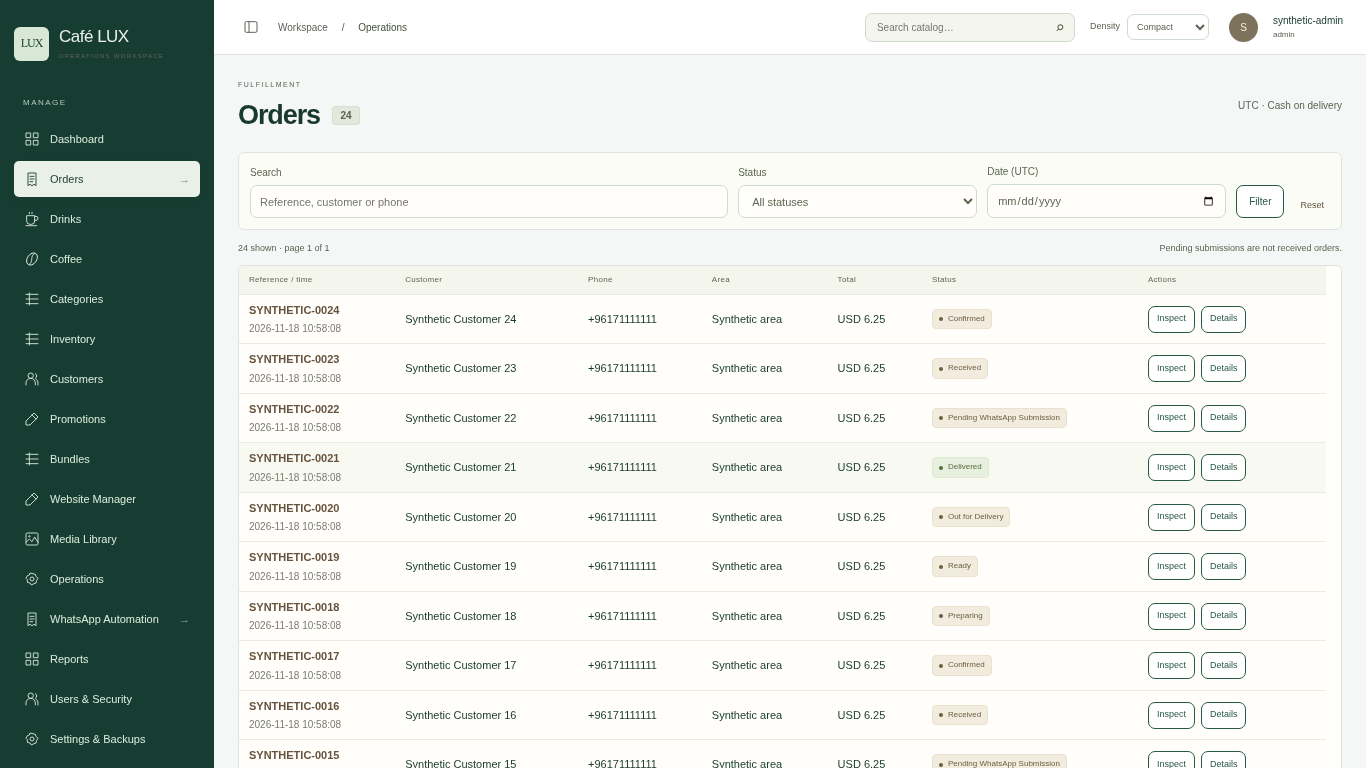 LUX
Café LUX
OPERATIONS WORKSPACE
MANAGE
Dashboard
Orders →
Drinks
Coffee
Categories
Inventory
Customers
Promotions
Bundles
Website Manager
Media Library
Operations
WhatsApp Automation →
Reports
Users & Security
Settings & Backups
Workspace / Operations
Search catalog…
Density Compact
S
synthetic-admin
admin
FULFILLMENT
Orders 24
UTC · Cash on delivery
Search Status Date (UTC)
Reference, customer or phone All statuses mm/dd/yyyy Filter Reset
24 shown · page 1 of 1 Pending submissions are not received orders.
Reference / time Customer Phone Area Total Status Actions
SYNTHETIC-0024
2026-11-18 10:58:08 Synthetic Customer 24 +96171111111 Synthetic area USD 6.25 Confirmed Inspect Details
SYNTHETIC-0023
2026-11-18 10:58:08 Synthetic Customer 23 +96171111111 Synthetic area USD 6.25 Received Inspect Details
SYNTHETIC-0022
2026-11-18 10:58:08 Synthetic Customer 22 +96171111111 Synthetic area USD 6.25 Pending WhatsApp Submission Inspect Details
SYNTHETIC-0021
2026-11-18 10:58:08 Synthetic Customer 21 +96171111111 Synthetic area USD 6.25 Delivered Inspect Details
SYNTHETIC-0020
2026-11-18 10:58:08 Synthetic Customer 20 +96171111111 Synthetic area USD 6.25 Out for Delivery Inspect Details
SYNTHETIC-0019
2026-11-18 10:58:08 Synthetic Customer 19 +96171111111 Synthetic area USD 6.25 Ready Inspect Details
SYNTHETIC-0018
2026-11-18 10:58:08 Synthetic Customer 18 +96171111111 Synthetic area USD 6.25 Preparing Inspect Details
SYNTHETIC-0017
2026-11-18 10:58:08 Synthetic Customer 17 +96171111111 Synthetic area USD 6.25 Confirmed Inspect Details
SYNTHETIC-0016
2026-11-18 10:58:08 Synthetic Customer 16 +96171111111 Synthetic area USD 6.25 Received Inspect Details
SYNTHETIC-0015
Synthetic Customer 15 +96171111111 Synthetic area USD 6.25 Pending WhatsApp Submission Inspect Details